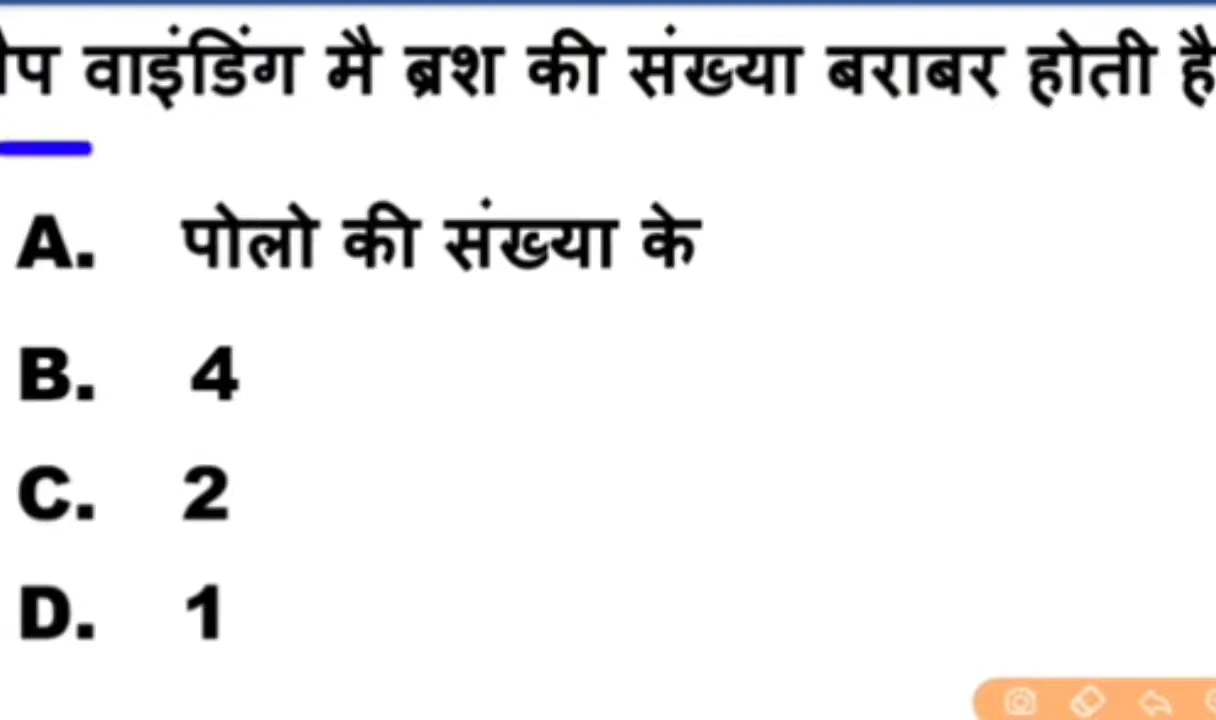 वाइंडिंग मै ब्रश की संख्या बराबर होती है
A. पोलो की संख्या के
B. 4
C. 2
D. 1